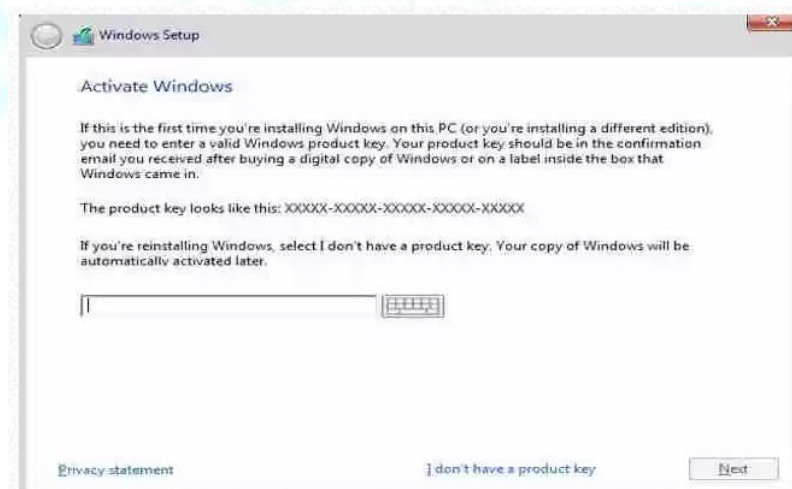 Windows Setup
Activate Windows
If this is the first time you're installing Windows on this PC (or you're installing a different edition),
you need to enter a valid Windows product key. Your product key should be in the confirmation
email you received after buying a digital copy of Windows or on a label inside the box that
Windows came in.
The product key looks like this: XXXXX-XXXXX-XXXXX-XXXXX-XXXXX
If you're reinstalling Windows, select I don't have a product key. Your copy of Windows will be
automatically activated later.
Privacy statement
I don't have a product key
Next